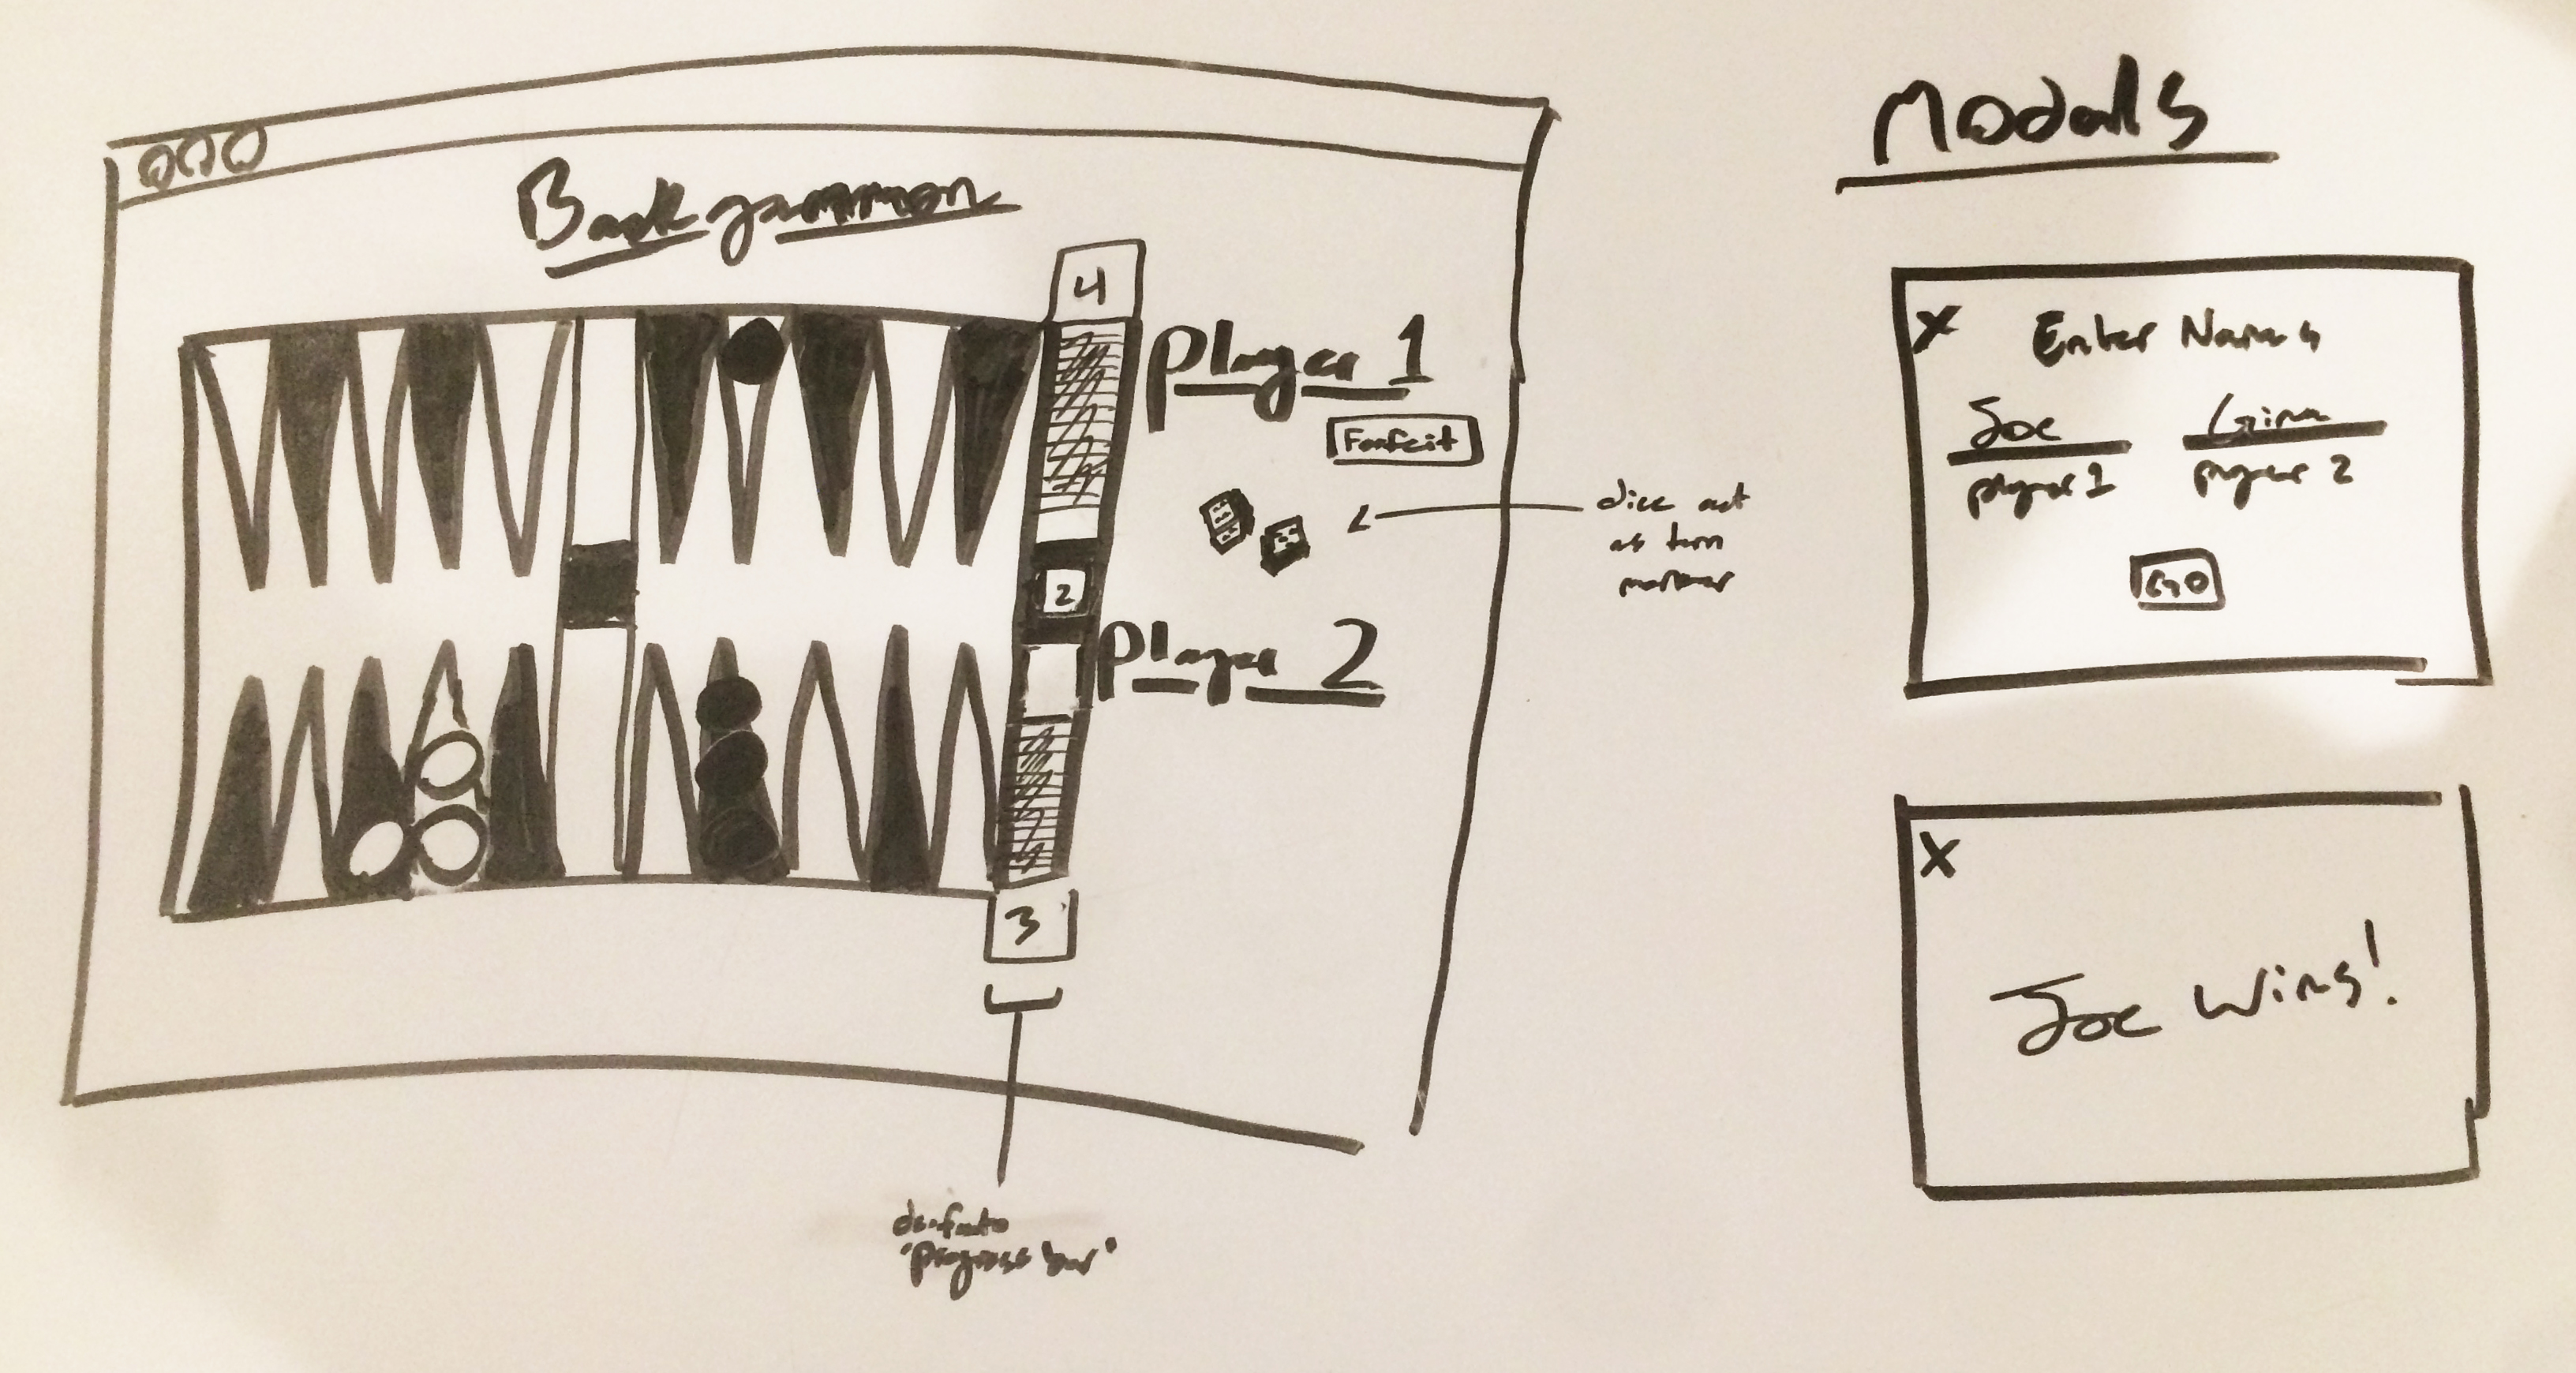 Backgammon
4
Player 1
Forfeit
2
Player 2
3
dice act
as turn
marker
de-facto
"progress bar"
Modals
X Enter Names
Joe Gina
player 1 player 2
GO
X
Joe Wins!